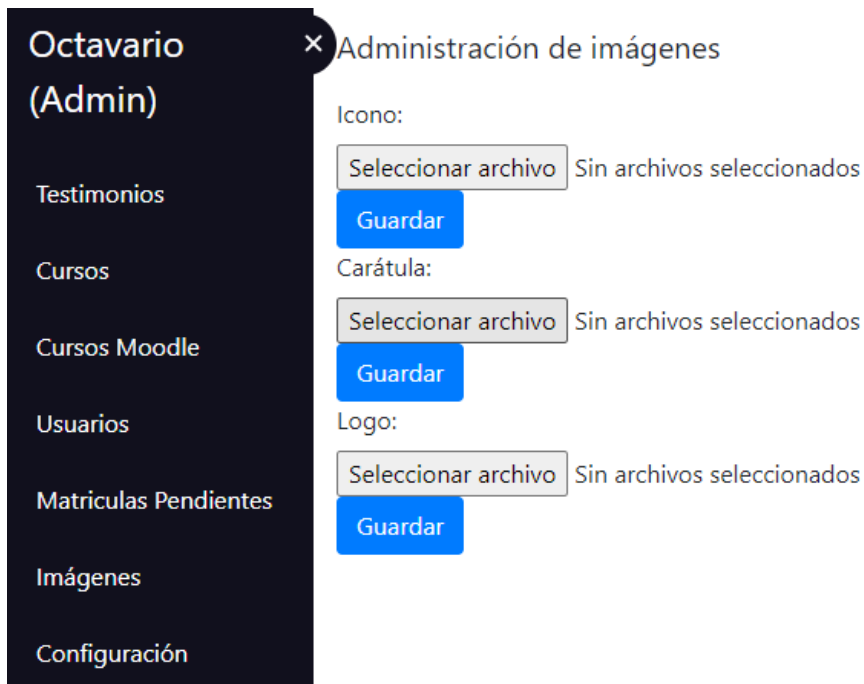 Octavario
(Admin)
Testimonios
Cursos
Cursos Moodle
Usuarios
Matriculas Pendientes
Imágenes
Configuración
×
Administración de imágenes
Icono:
Seleccionar archivo Sin archivos seleccionados
Guardar
Carátula:
Seleccionar archivo Sin archivos seleccionados
Guardar
Logo:
Seleccionar archivo Sin archivos seleccionados
Guardar